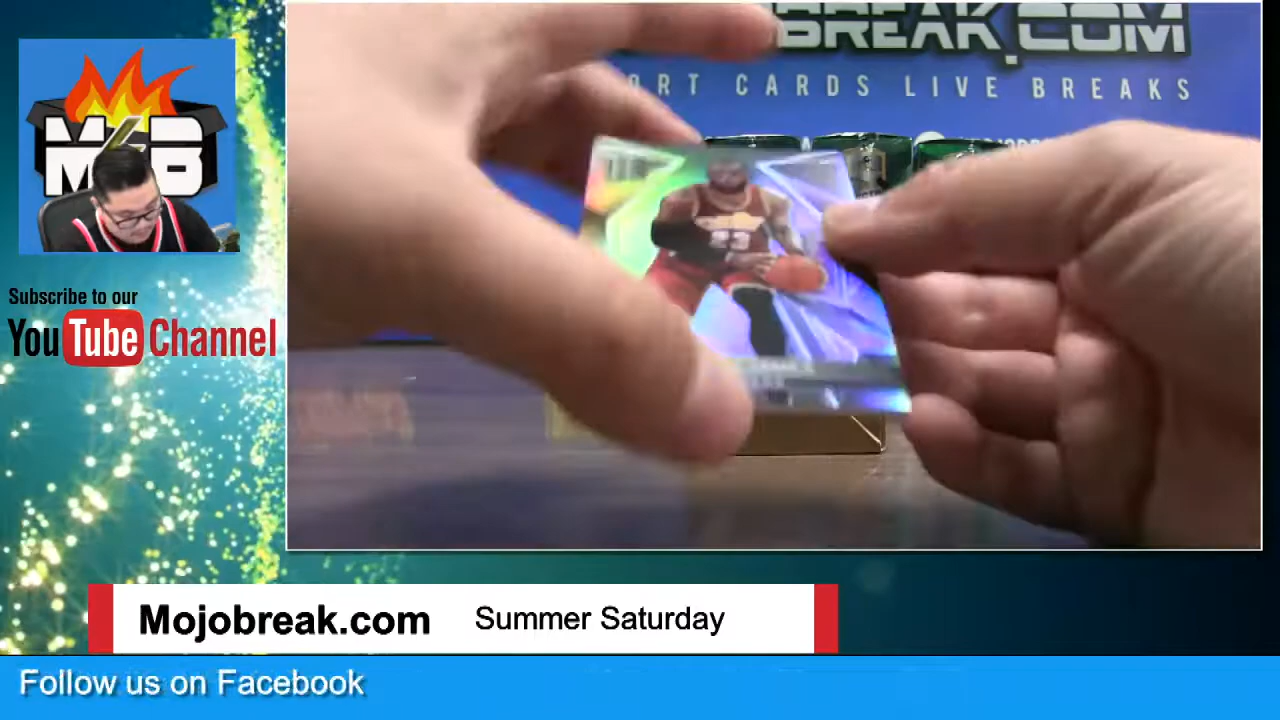 BREAK.COM
ORT CARDS LIVE BREAKS
M
B
Subscribe to our
YouTube Channel
23
Mojobreak.com Summer Saturday
Follow us on Facebook